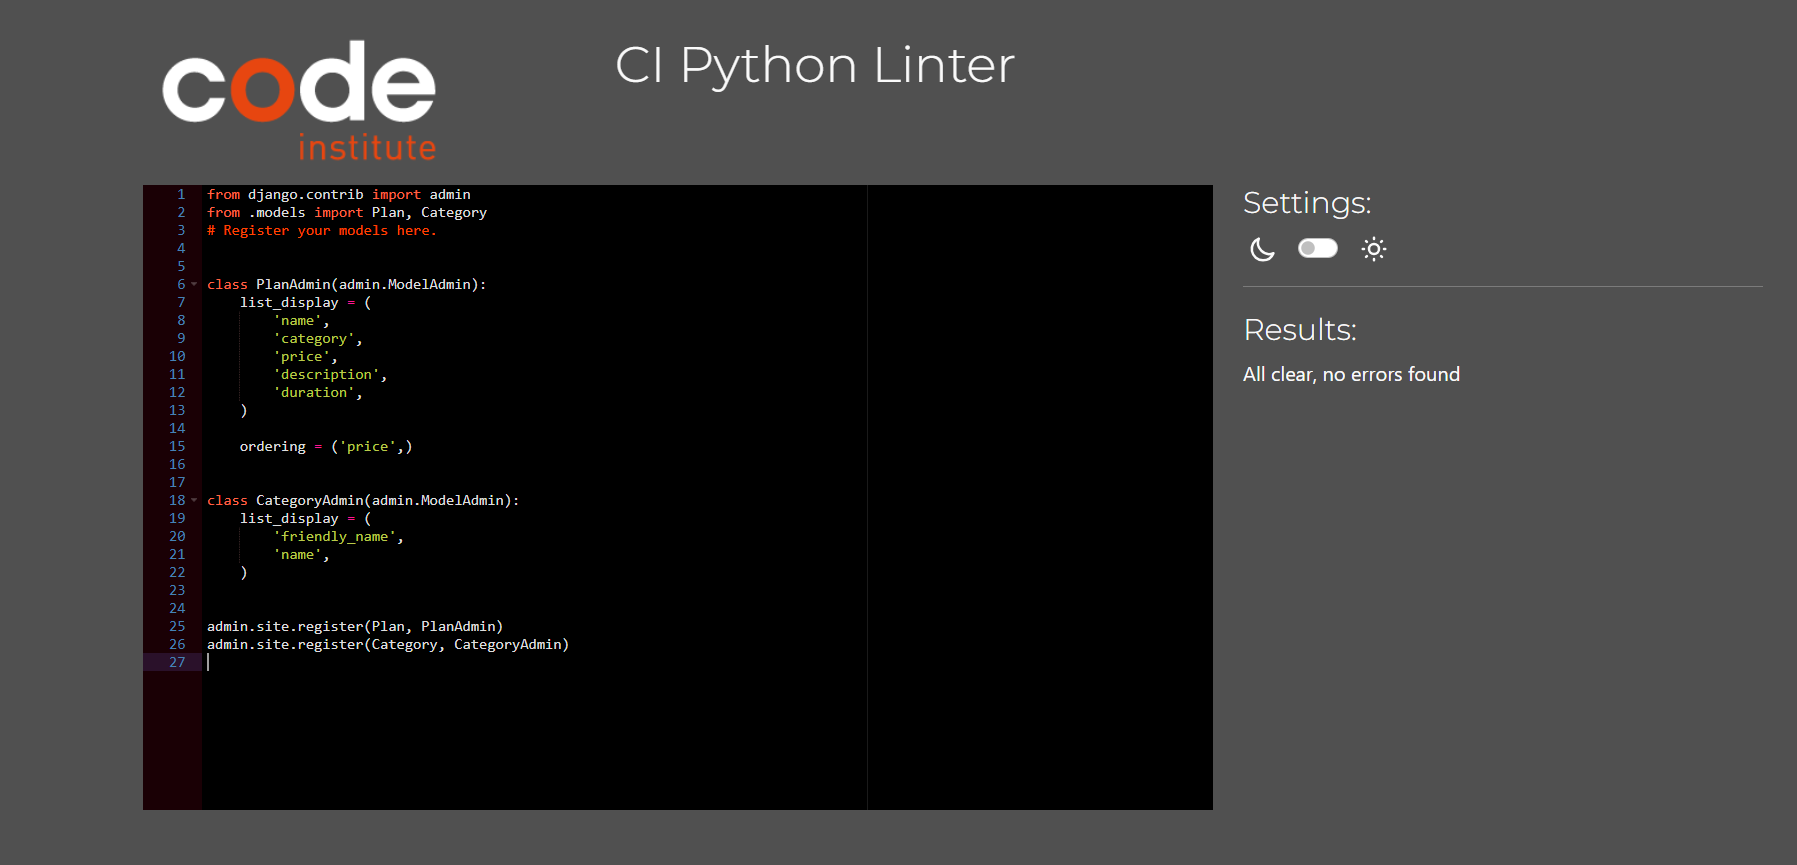 code
institute
CI Python Linter
1 from django.contrib import admin
2 from .models import Plan, Category
3 # Register your models here.
4
5
6 class PlanAdmin(admin.ModelAdmin):
7     list_display = (
8         'name',
9         'category',
10         'price',
11         'description',
12         'duration',
13     )
14
15     ordering = ('price',)
16
17
18 class CategoryAdmin(admin.ModelAdmin):
19     list_display = (
20         'friendly_name',
21         'name',
22     )
23
24
25 admin.site.register(Plan, PlanAdmin)
26 admin.site.register(Category, CategoryAdmin)
27
Settings:
Results:
All clear, no errors found